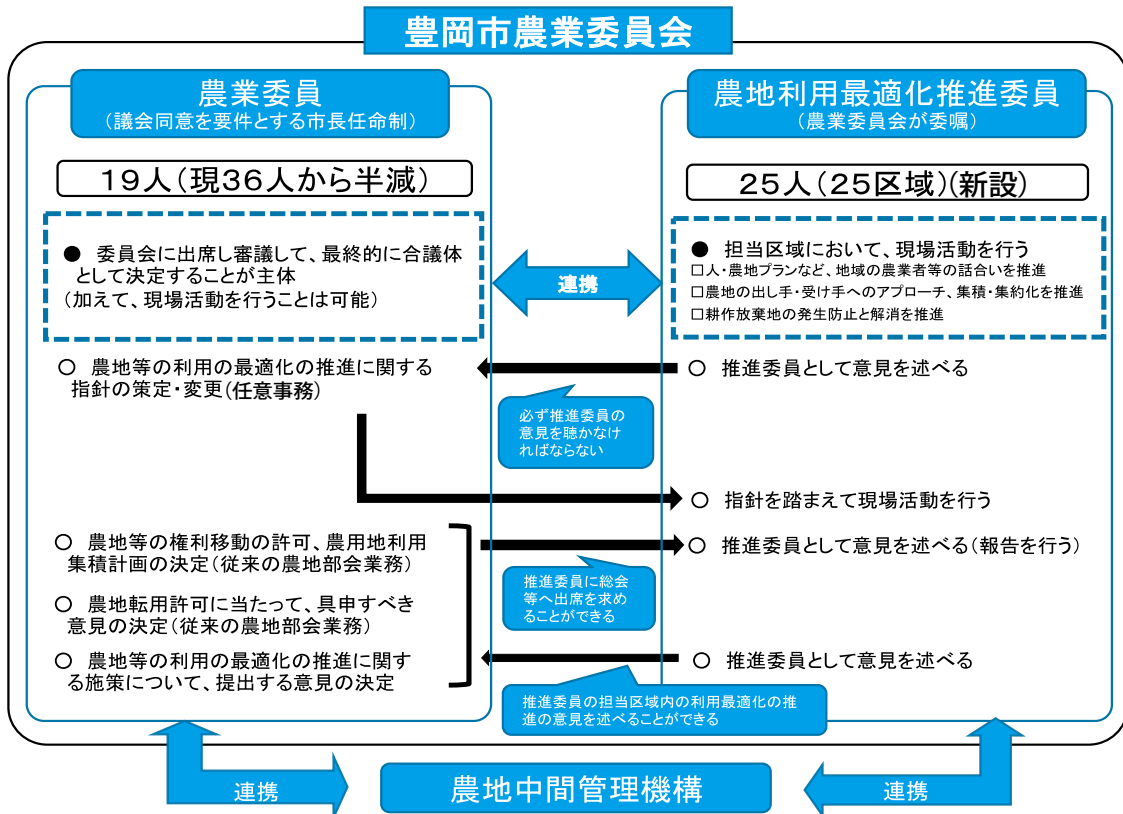 豊岡市農業委員会
農業委員
(議会同意を要件とする市長任命制)
19人(現36人から半減)
● 委員会に出席し審議して、最終的に合議体
として決定することが主体
(加えて、現場活動を行うことは可能)
○ 農地等の利用の最適化の推進に関する
指針の策定・変更(任意事務)
○ 農地等の権利移動の許可、農用地利用
集積計画の決定(従来の農地部会業務)
○ 農地転用許可に当たって、具申すべき
意見の決定(従来の農地部会業務)
○ 農地等の利用の最適化の推進に関す
る施策について、提出する意見の決定
連携
必ず推進委員の
意見を聴かなけ
ればならない
推進委員に総会
等へ出席を求め
ることができる
推進委員の担当区域内の利用最適化の推
進の意見を述べることができる
農地利用最適化推進委員
(農業委員会が委嘱)
25人(25区域)(新設)
● 担当区域において、現場活動を行う
□人・農地プランなど、地域の農業者等の話合いを推進
□農地の出し手・受け手へのアプローチ、集積・集約化を推進
□耕作放棄地の発生防止と解消を推進
○ 推進委員として意見を述べる
○ 指針を踏まえて現場活動を行う
○ 推進委員として意見を述べる(報告を行う)
○ 推進委員として意見を述べる
連携
農地中間管理機構
連携